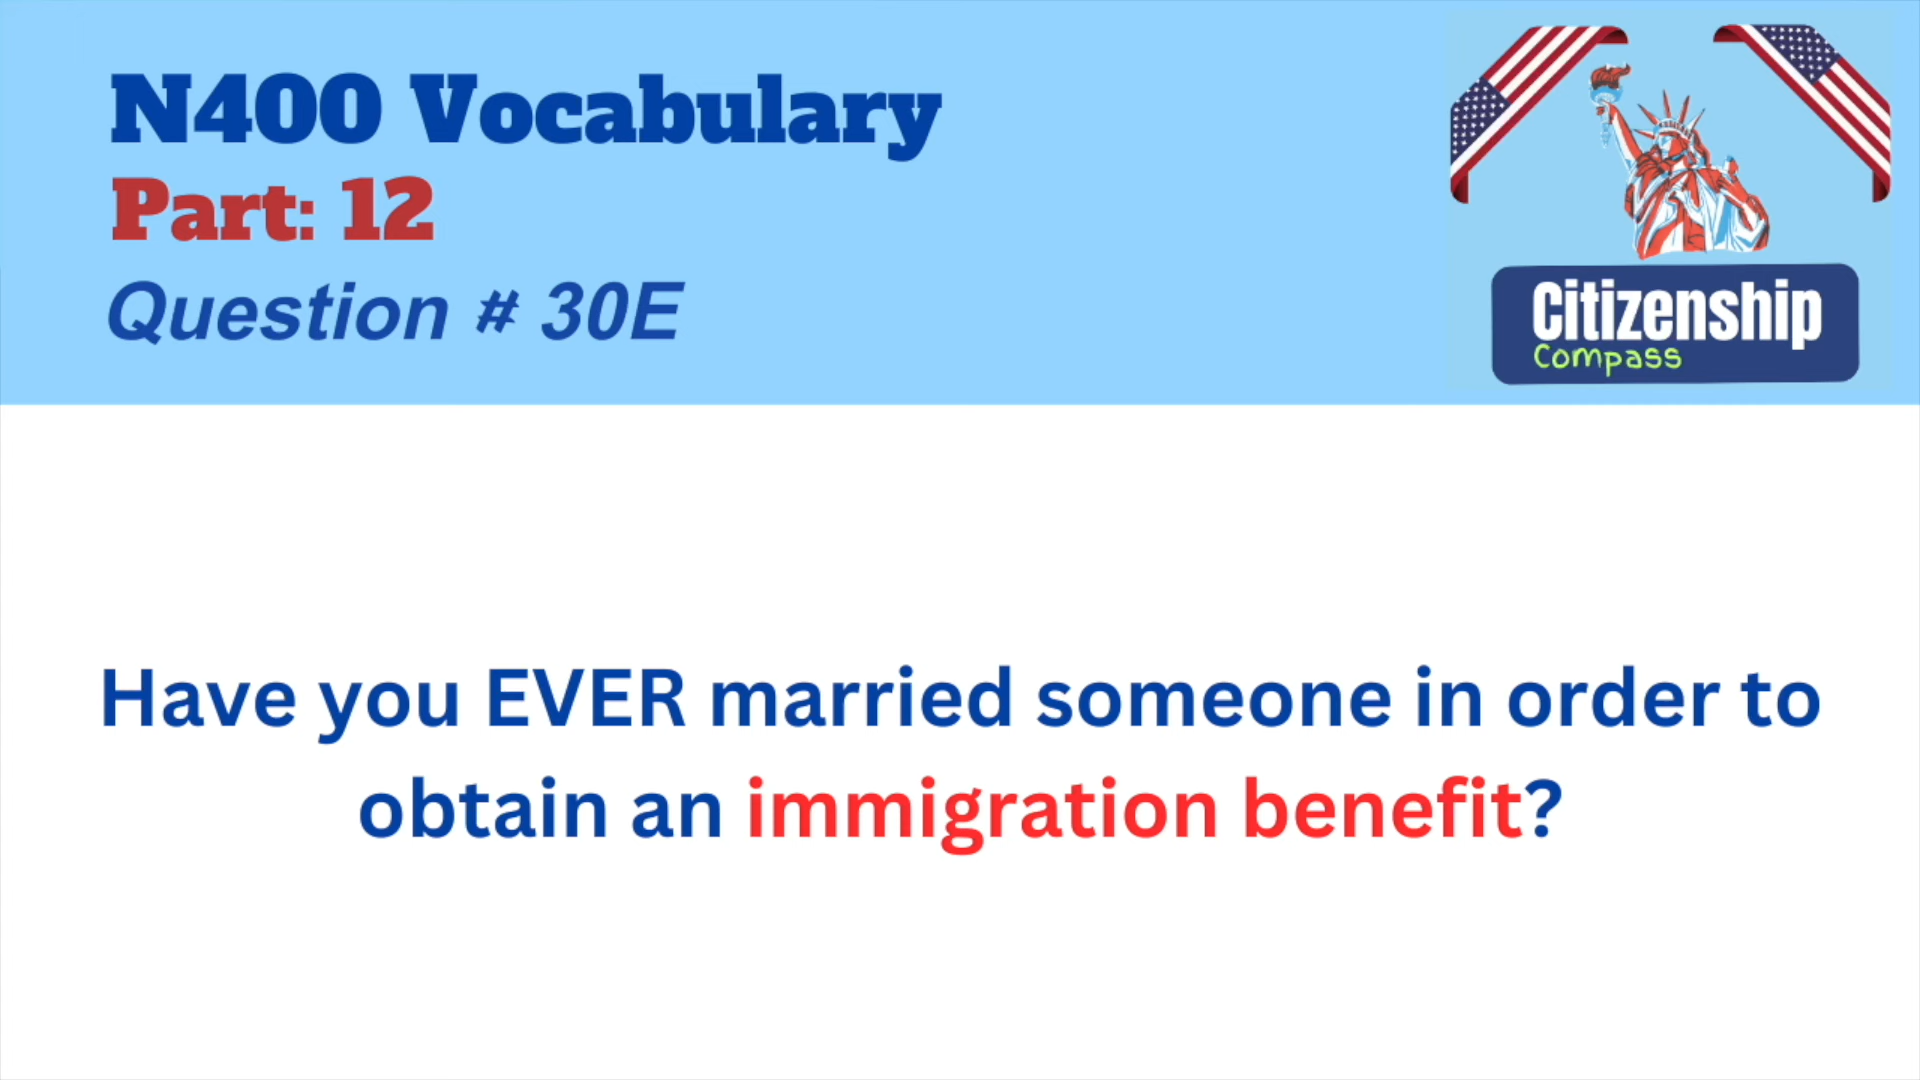 N400 Vocabulary
Part: 12
Question # 30E
Citizenship
Compass
Have you EVER married someone in order to
obtain an immigration benefit?